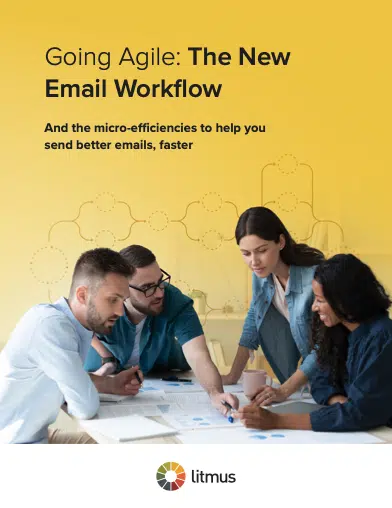 Going Agile: The New
Email Workflow
And the micro-efficiencies to help you
send better emails, faster
litmus